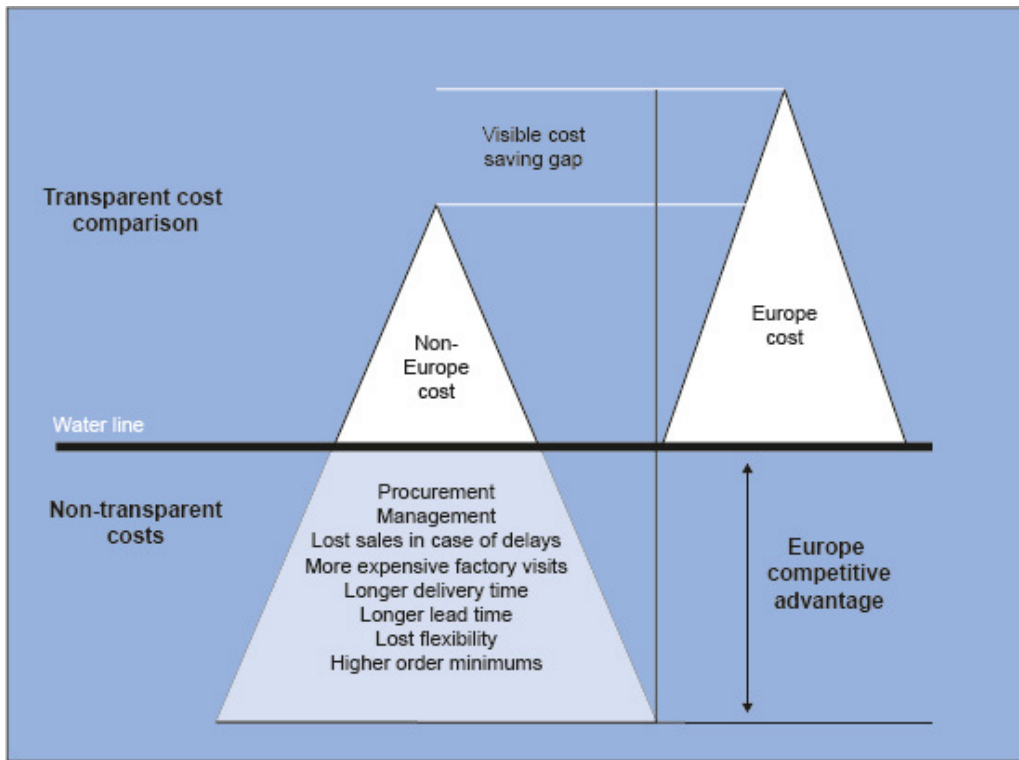 Visible cost
saving gap
Transparent cost
comparison
Non-
Europe
cost
Europe
cost
Water line
Non-transparent
costs
Procurement
Management
Lost sales in case of delays
More expensive factory visits
Longer delivery time
Longer lead time
Lost flexibility
Higher order minimums
Europe
competitive
advantage